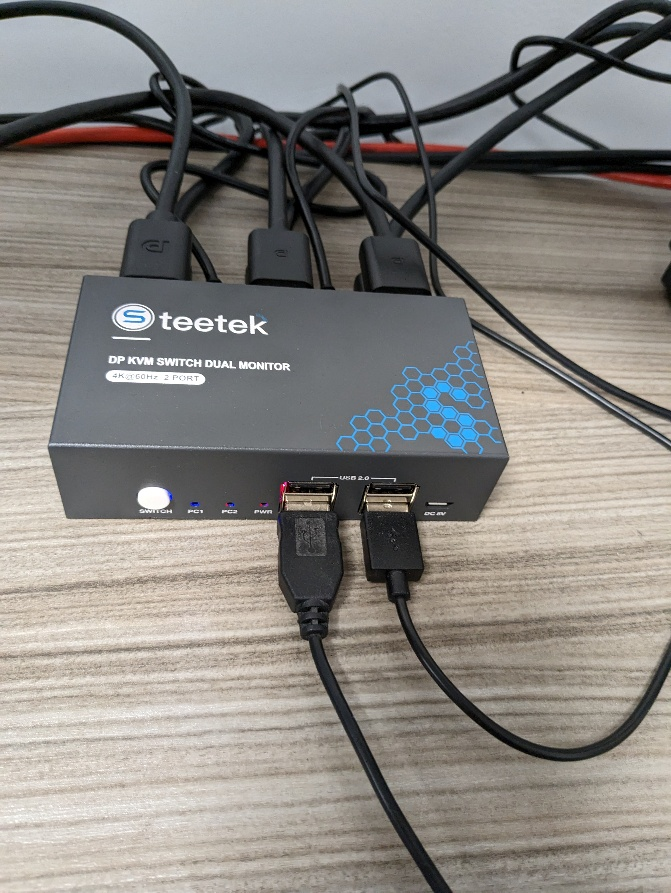 S teetek
DP KVM SWITCH DUAL MONITOR
4K@60Hz 2 PORT
USB 2.0
SWITCH PC1 PC2 PWR DC 5V